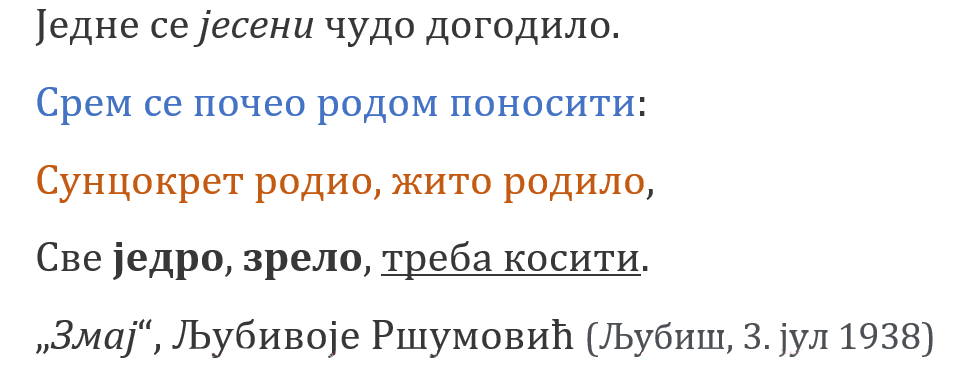 Једне се јесени чудо догодило.
Срем се почео родом поносити:
Сунцокрет родио, жито родило,
Све једро, зрело, треба косити.
„Змај“, Љубивоје Ршумовић (Љубиш, 3. јул 1938)